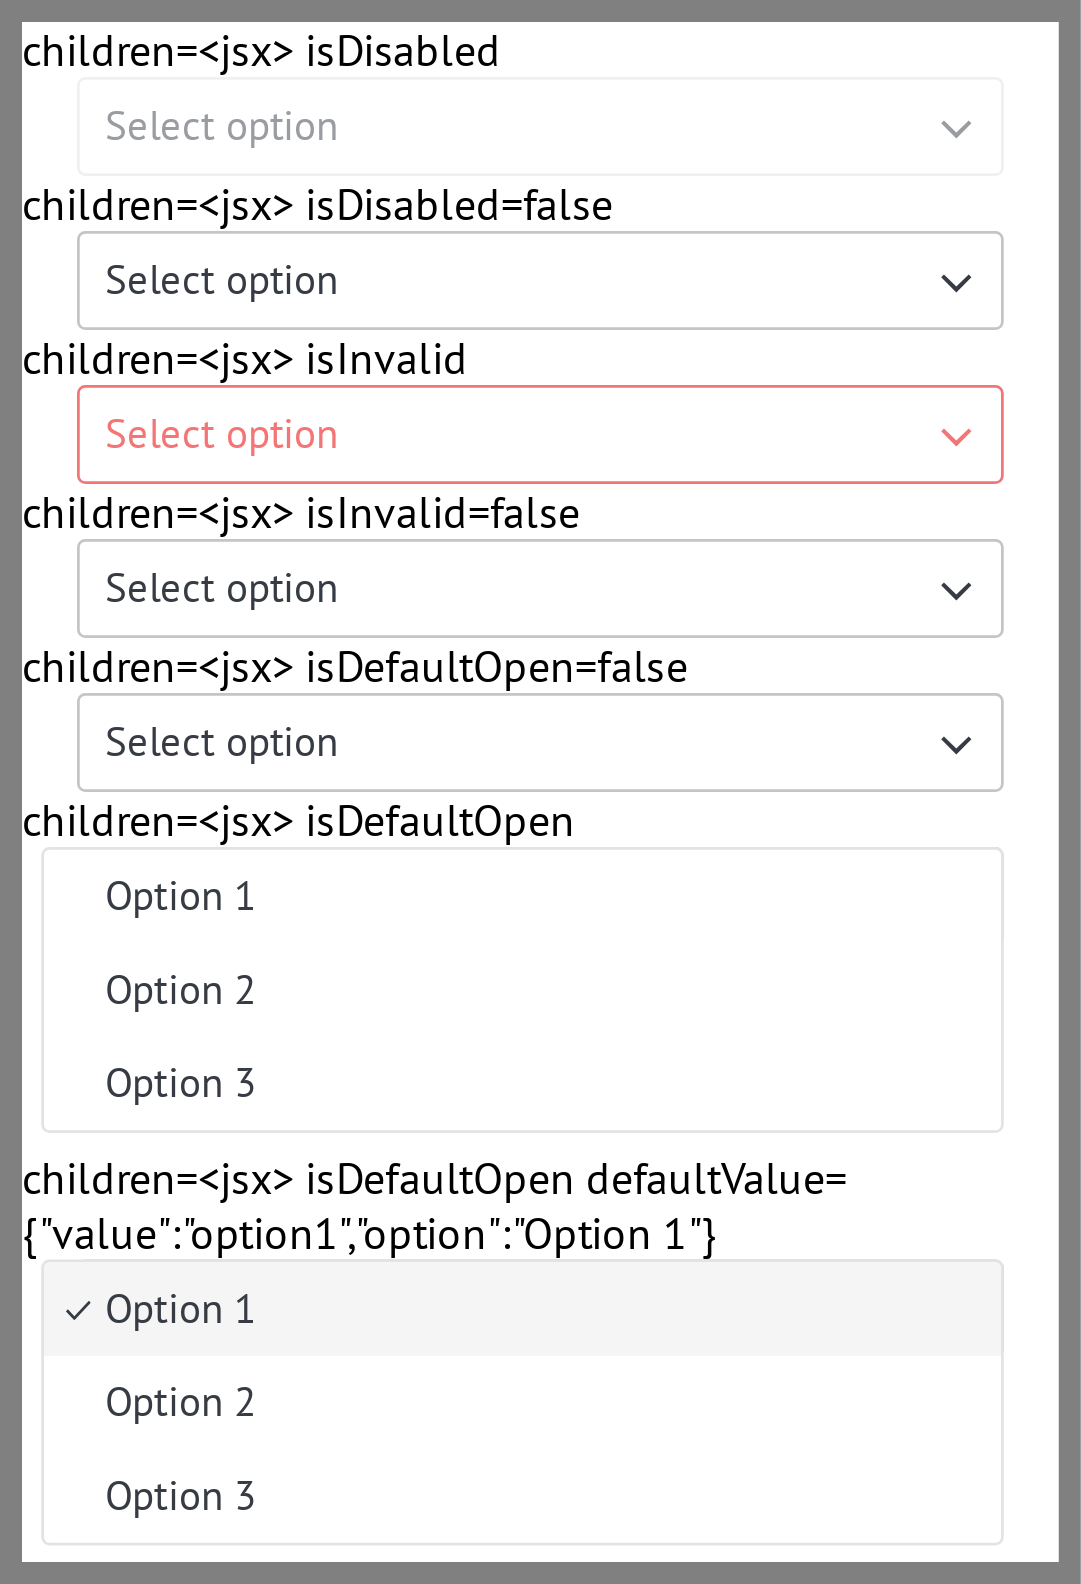 children=<jsx> isDisabled
Select option
children=<jsx> isDisabled=false
Select option
children=<jsx> isInvalid
Select option
children=<jsx> isInvalid=false
Select option
children=<jsx> isDefaultOpen=false
Select option
children=<jsx> isDefaultOpen
Option 1
Option 2
Option 3
children=<jsx> isDefaultOpen defaultValue=
{"value":"option1","option":"Option 1"}
Option 1
Option 2
Option 3